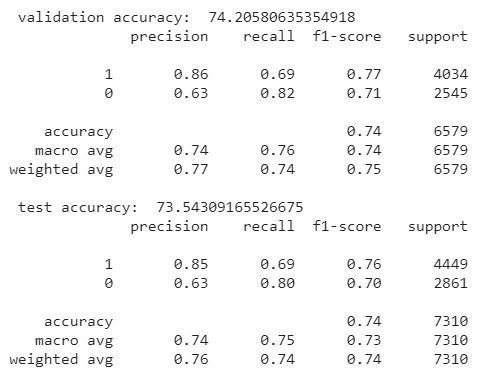 validation accuracy:  74.20580635354918
              precision    recall  f1-score   support

           1       0.86      0.69      0.77      4034
           0       0.63      0.82      0.71      2545

    accuracy                           0.74      6579
   macro avg       0.74      0.76      0.74      6579
weighted avg       0.77      0.74      0.75      6579

test accuracy:  73.54309165526675
              precision    recall  f1-score   support

           1       0.85      0.69      0.76      4449
           0       0.63      0.80      0.70      2861

    accuracy                           0.74      7310
   macro avg       0.74      0.75      0.73      7310
weighted avg       0.76      0.74      0.74      7310